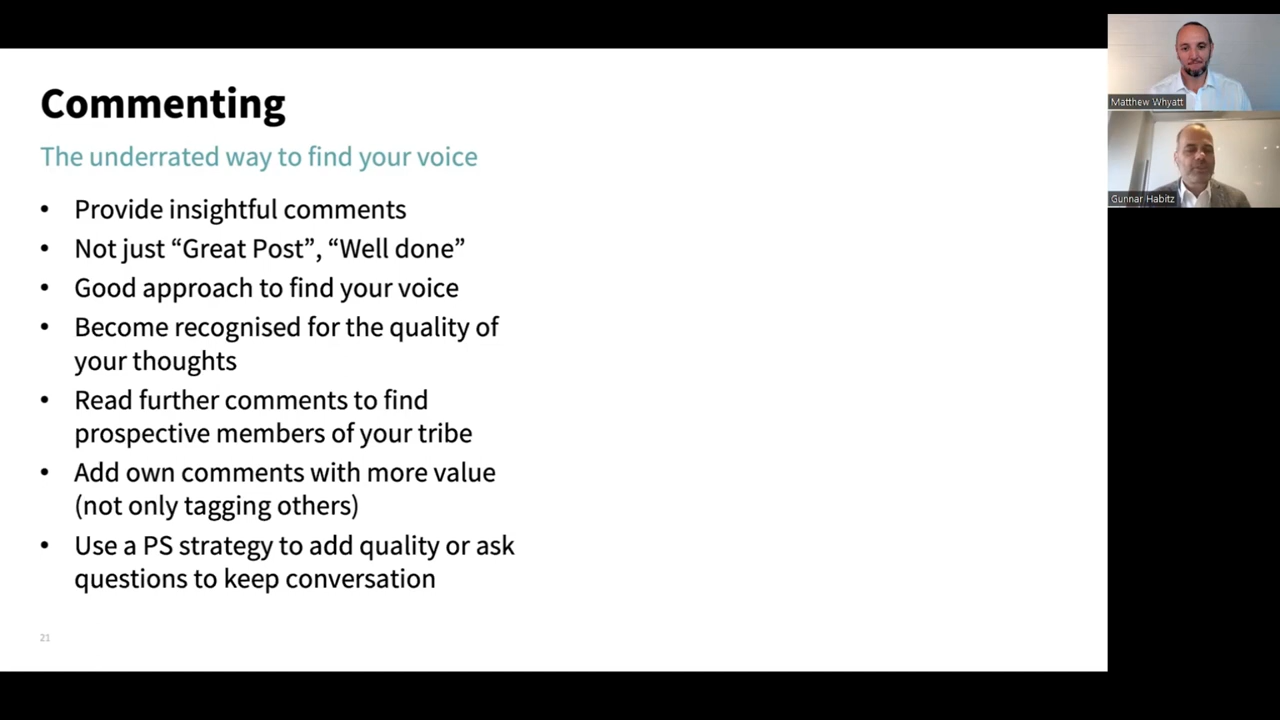 Commenting
The underrated way to find your voice
• Provide insightful comments
• Not just “Great Post”, “Well done”
• Good approach to find your voice
• Become recognised for the quality of
your thoughts
• Read further comments to find
prospective members of your tribe
• Add own comments with more value
(not only tagging others)
• Use a PS strategy to add quality or ask
questions to keep conversation
21
Matthew Whyatt
Gunnar Habitz